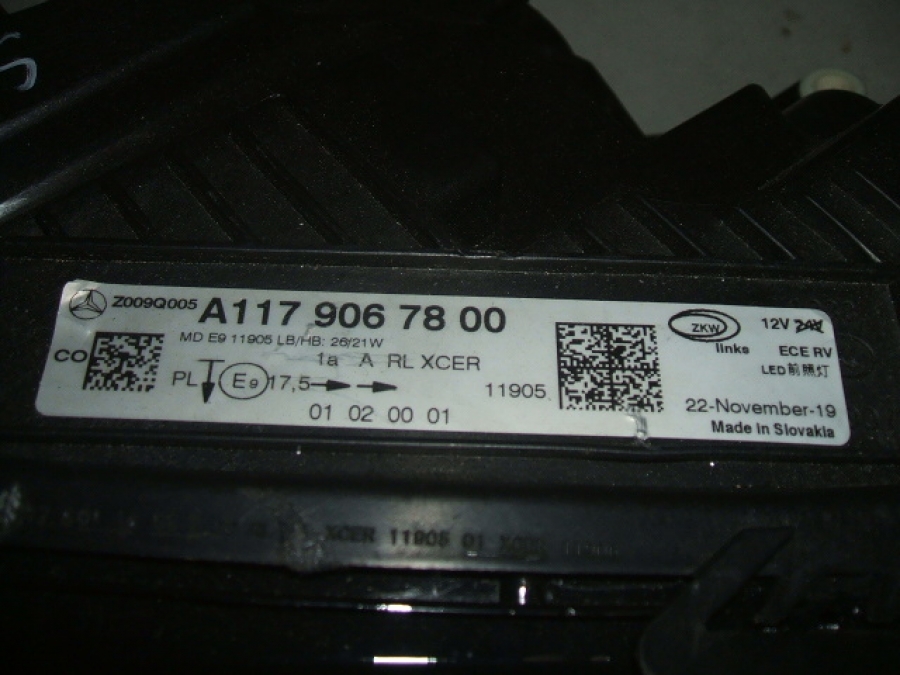 Z009Q005 A117 906 78 00
MD E9 11905 LB/HB: 26/21W
1a A RL XCER
CO
PL E9 17,5
11905
01 02 00 01
ZKW
links
12V 24V
ECE RV
LED前照灯
22-November-19
Made in Slovakia
XCER 11905 01